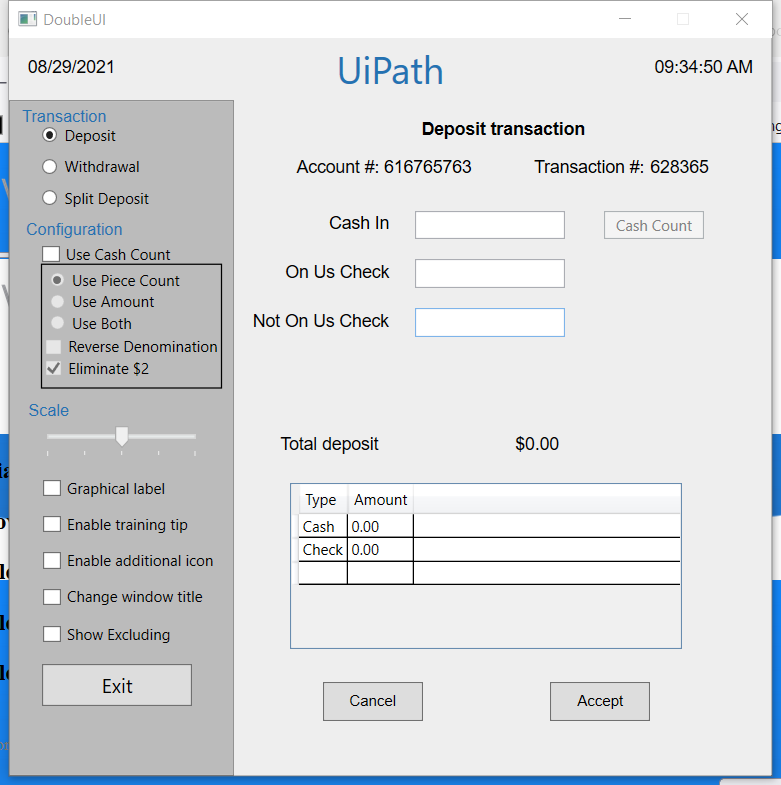 DoubleUI
08/29/2021
UiPath
09:34:50 AM
Transaction
Deposit
Withdrawal
Split Deposit
Configuration
Use Cash Count
Use Piece Count
Use Amount
Use Both
Reverse Denomination
Eliminate $2
Scale
Graphical label
Enable training tip
Enable additional icon
Change window title
Show Excluding
Exit
Deposit transaction
Account #: 616765763 Transaction #: 628365
Cash In
Cash Count
On Us Check
Not On Us Check
Total deposit $0.00
Type Amount
Cash 0.00
Check 0.00
Cancel Accept